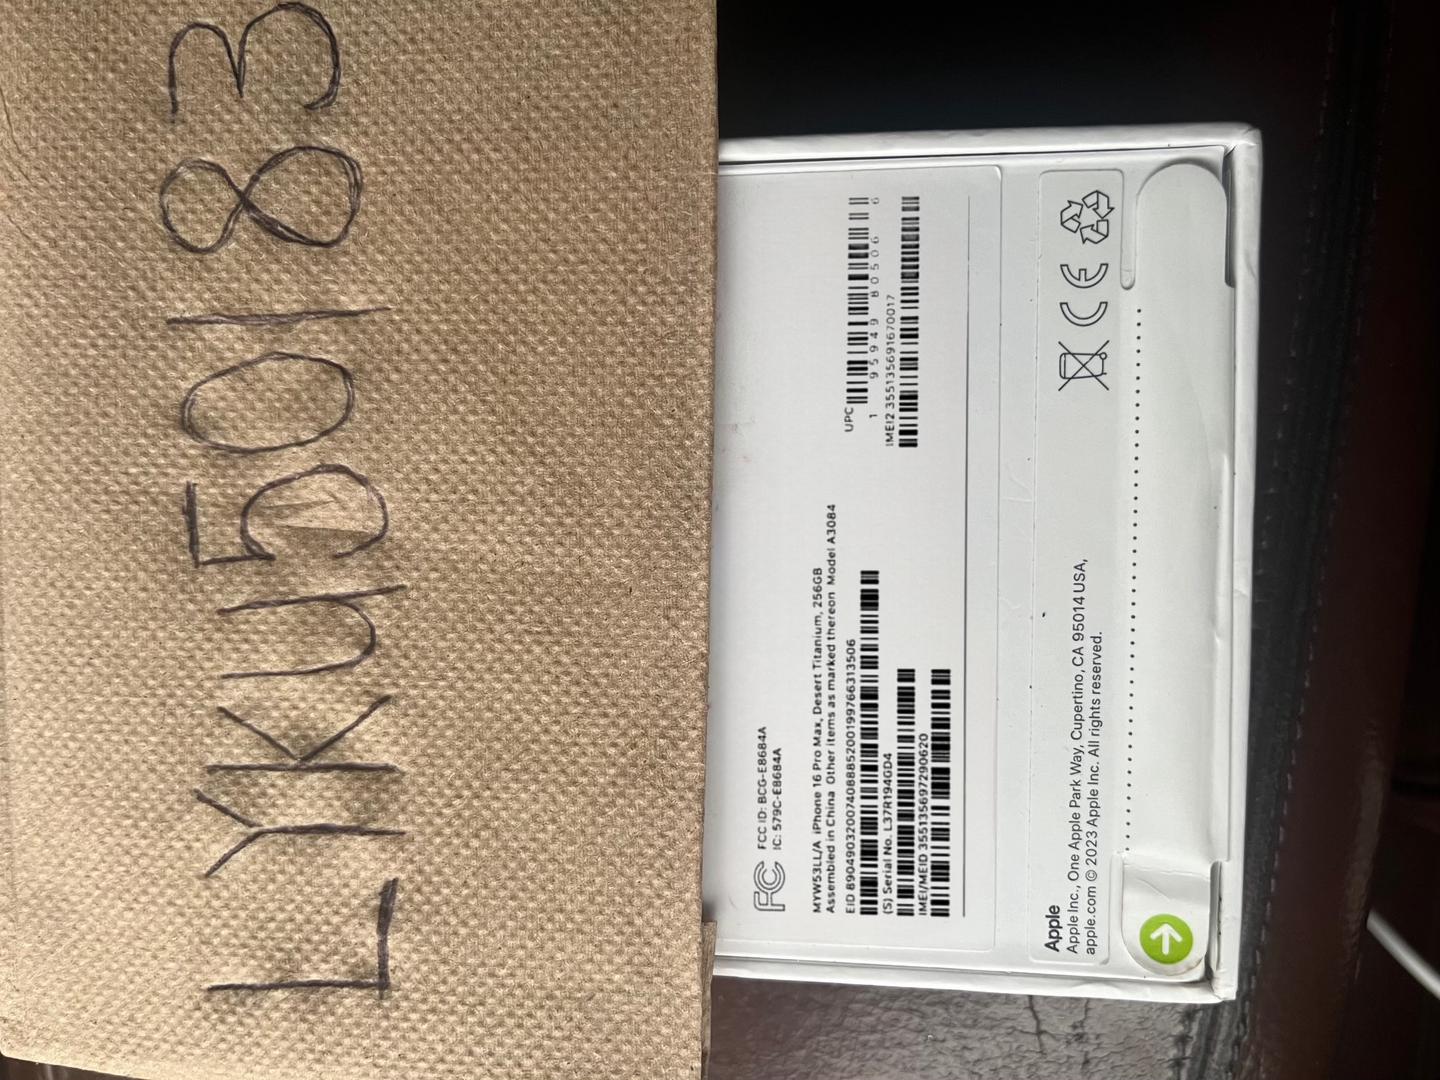 LYKU50183
FCC ID: BCG-E8684A
IC: 579C-E8684A
MYW53LL/A iPhone 16 Pro Max, Desert Titanium, 256GB
Assembled in China Other items as marked thereon Model A3084
EID 89049032007408885200199766313506
(S) Serial No. L37R194GD4
IMEI/MEID 355135697290620
UPC
1 95949 80506 6
IMEI2 355135691670017
Apple
Apple Inc., One Apple Park Way, Cupertino, CA 95014 USA,
apple.com © 2023 Apple Inc. All rights reserved.